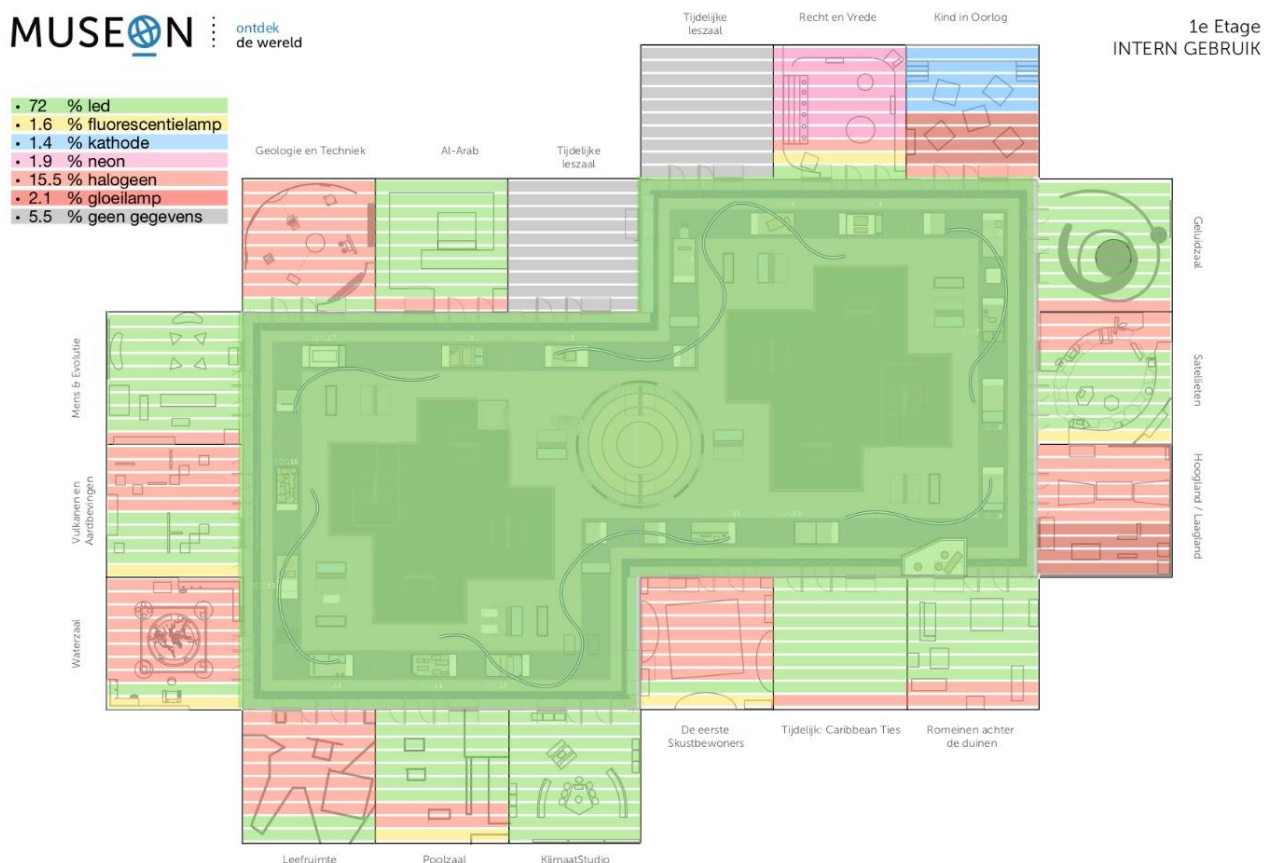 MUSEON
ontdek
de wereld
1e Etage
INTERN GEBRUIK
• 72 % led
• 1.6 % fluorescentielamp
• 1.4 % kathode
• 1.9 % neon
• 15.5 % halogeen
• 2.1 % gloeilamp
• 5.5 % geen gegevens
Tijdelijke
leszaal
Recht en Vrede
Kind in Oorlog
Geologie en Techniek
Al-Arab
Tijdelijke
leszaal
Geluidzaal
Satellieten
Hoogland / Laagland
Mens & Evolutie
Vulkanen en
Aardbevingen
Waterzaal
De eerste
Skustbewoners
Tijdelijk: Caribbean Ties
Romeinen achter
de duinen
Leefruimte
Poolzaal
KlimaatStudio